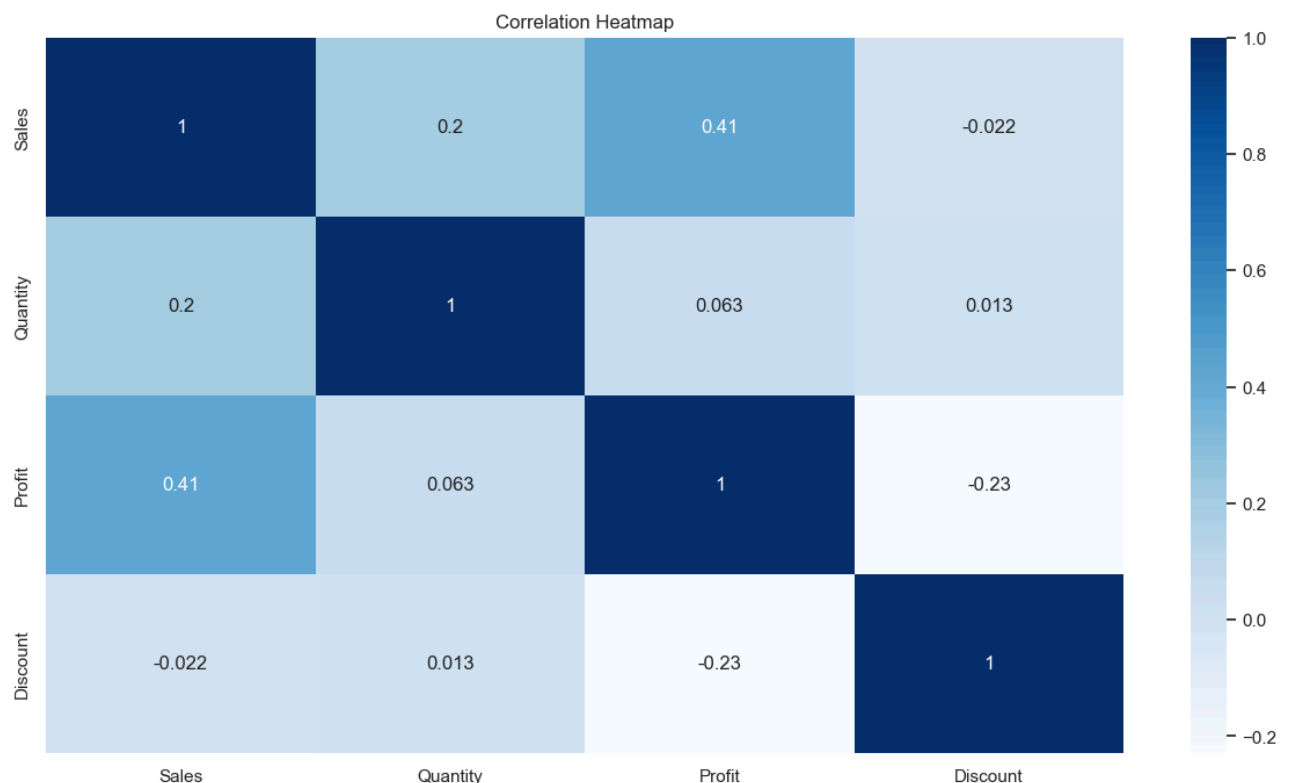 Correlation Heatmap
Sales 1 0.2 0.41 -0.022
Quantity 0.2 1 0.063 0.013
Profit 0.41 0.063 1 -0.23
Discount -0.022 0.013 -0.23 1
Sales Quantity Profit Discount
1.0
0.8
0.6
0.4
0.2
0.0
−0.2